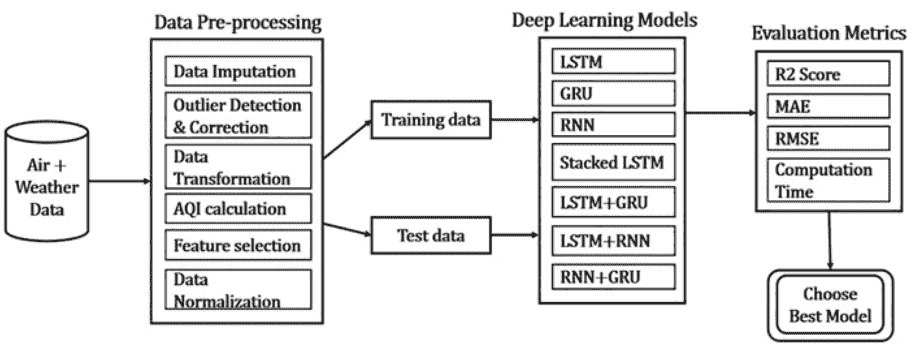 Data Pre-processing
Deep Learning Models
Evaluation Metrics
Air +
Weather
Data
Data Imputation
Outlier Detection
& Correction
Data
Transformation
AQI calculation
Feature selection
Data
Normalization
Training data
Test data
LSTM
GRU
RNN
Stacked LSTM
LSTM+GRU
LSTM+RNN
RNN+GRU
R2 Score
MAE
RMSE
Computation
Time
Choose
Best Model